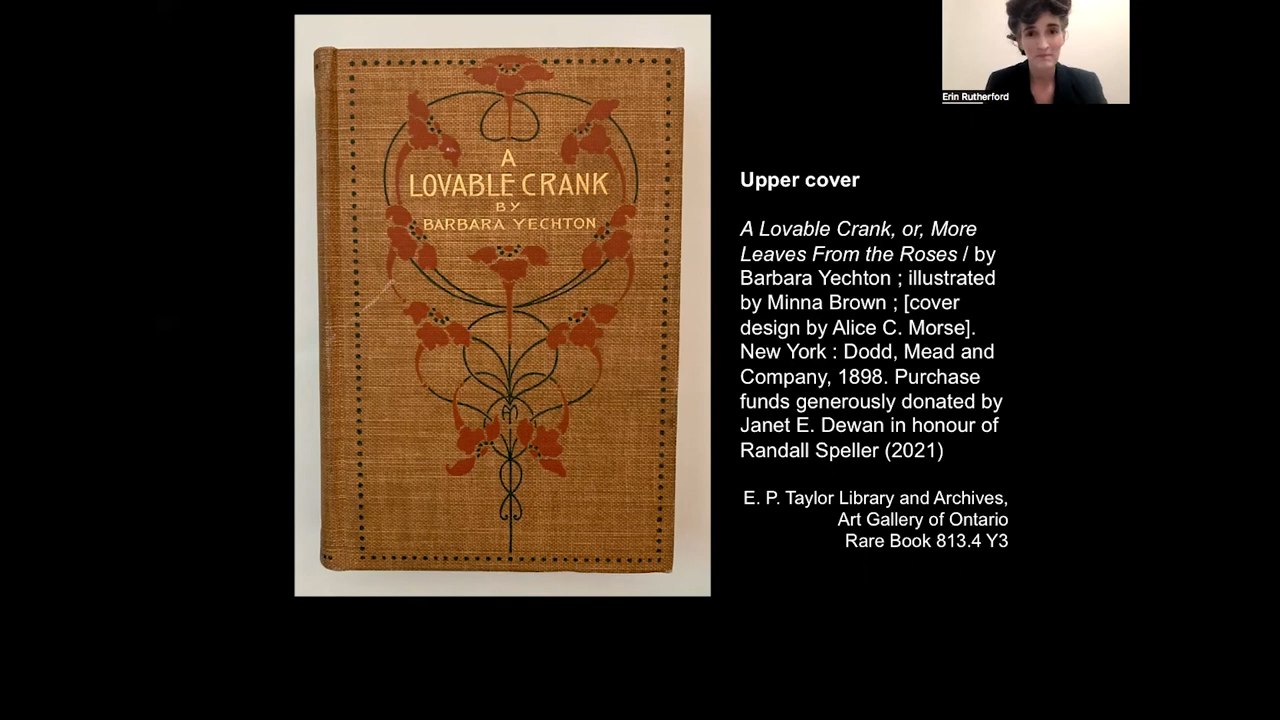 A
LOVABLE CRANK
BY
BARBARA YECHTON
Erin Rutherford
Upper cover
A Lovable Crank, or, More
Leaves From the Roses / by
Barbara Yechton ; illustrated
by Minna Brown ; [cover
design by Alice C. Morse].
New York : Dodd, Mead and
Company, 1898. Purchase
funds generously donated by
Janet E. Dewan in honour of
Randall Speller (2021)
E. P. Taylor Library and Archives,
Art Gallery of Ontario
Rare Book 813.4 Y3